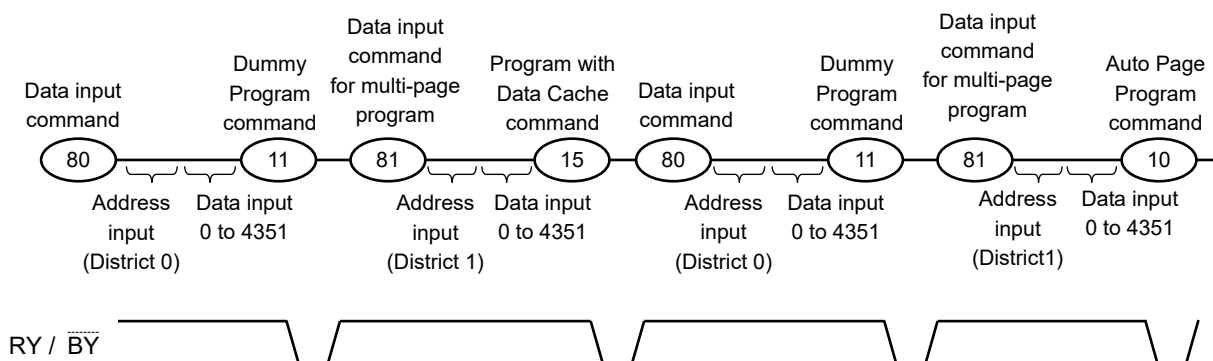 Data input
command
Dummy
Program
command
Data input
command
for multi-page
program
Program with
Data Cache
command
Data input
command
Dummy
Program
command
Data input
command
for multi-page
program
Auto Page
Program
command
80
11
81
15
80
11
81
10
Address
input
(District 0)
Data input
0 to 4351
Address
input
(District 1)
Data input
0 to 4351
Address
input
(District 0)
Data input
0 to 4351
Address
input
(District1)
Data input
0 to 4351
RY / BY